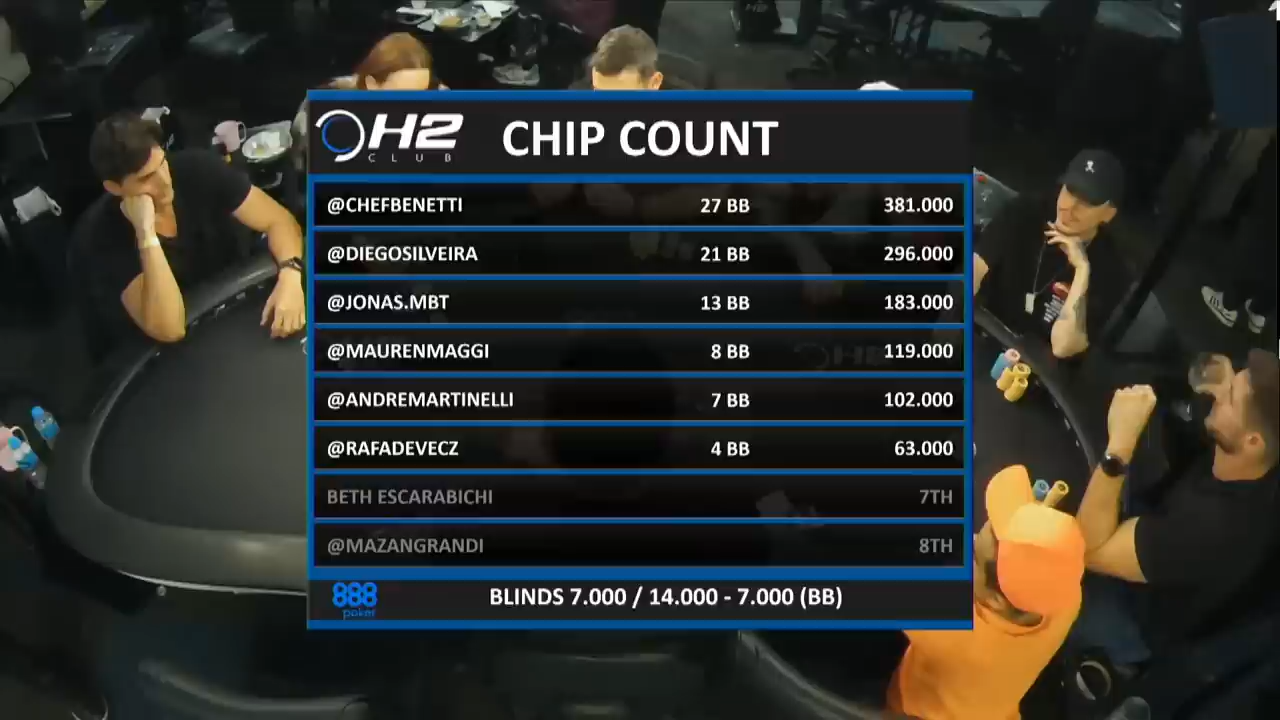 H2 CLUB CHIP COUNT
@CHEFBENETTI 27 BB 381.000
@DIEGOSILVEIRA 21 BB 296.000
@JONAS.MBT 13 BB 183.000
@MAURENMAGGI 8 BB 119.000
@ANDREMARTINELLI 7 BB 102.000
@RAFADEVECZ 4 BB 63.000
BETH ESCARABICHI 7TH
@MAZANGRANDI 8TH
888 poker BLINDS 7.000 / 14.000 - 7.000 (BB)